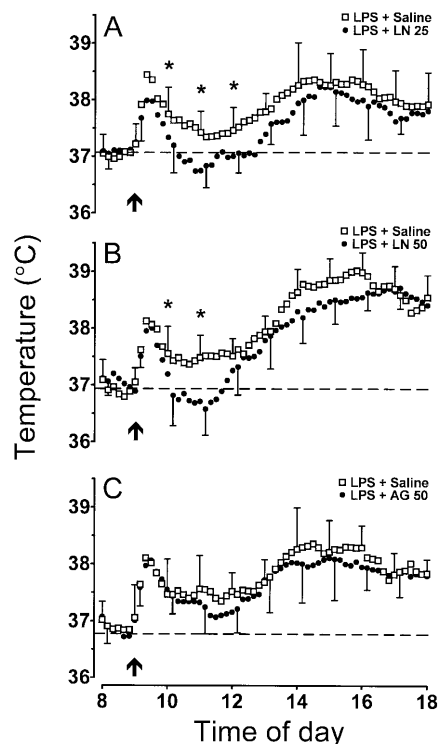 A
□ LPS + Saline
● LPS + LN 25
* * *
39
38
37
36
B
□ LPS + Saline
● LPS + LN 50
* *
39
38
37
36
Temperature (°C)
C
□ LPS + Saline
● LPS + AG 50
39
38
37
36
8 10 12 14 16 18
Time of day